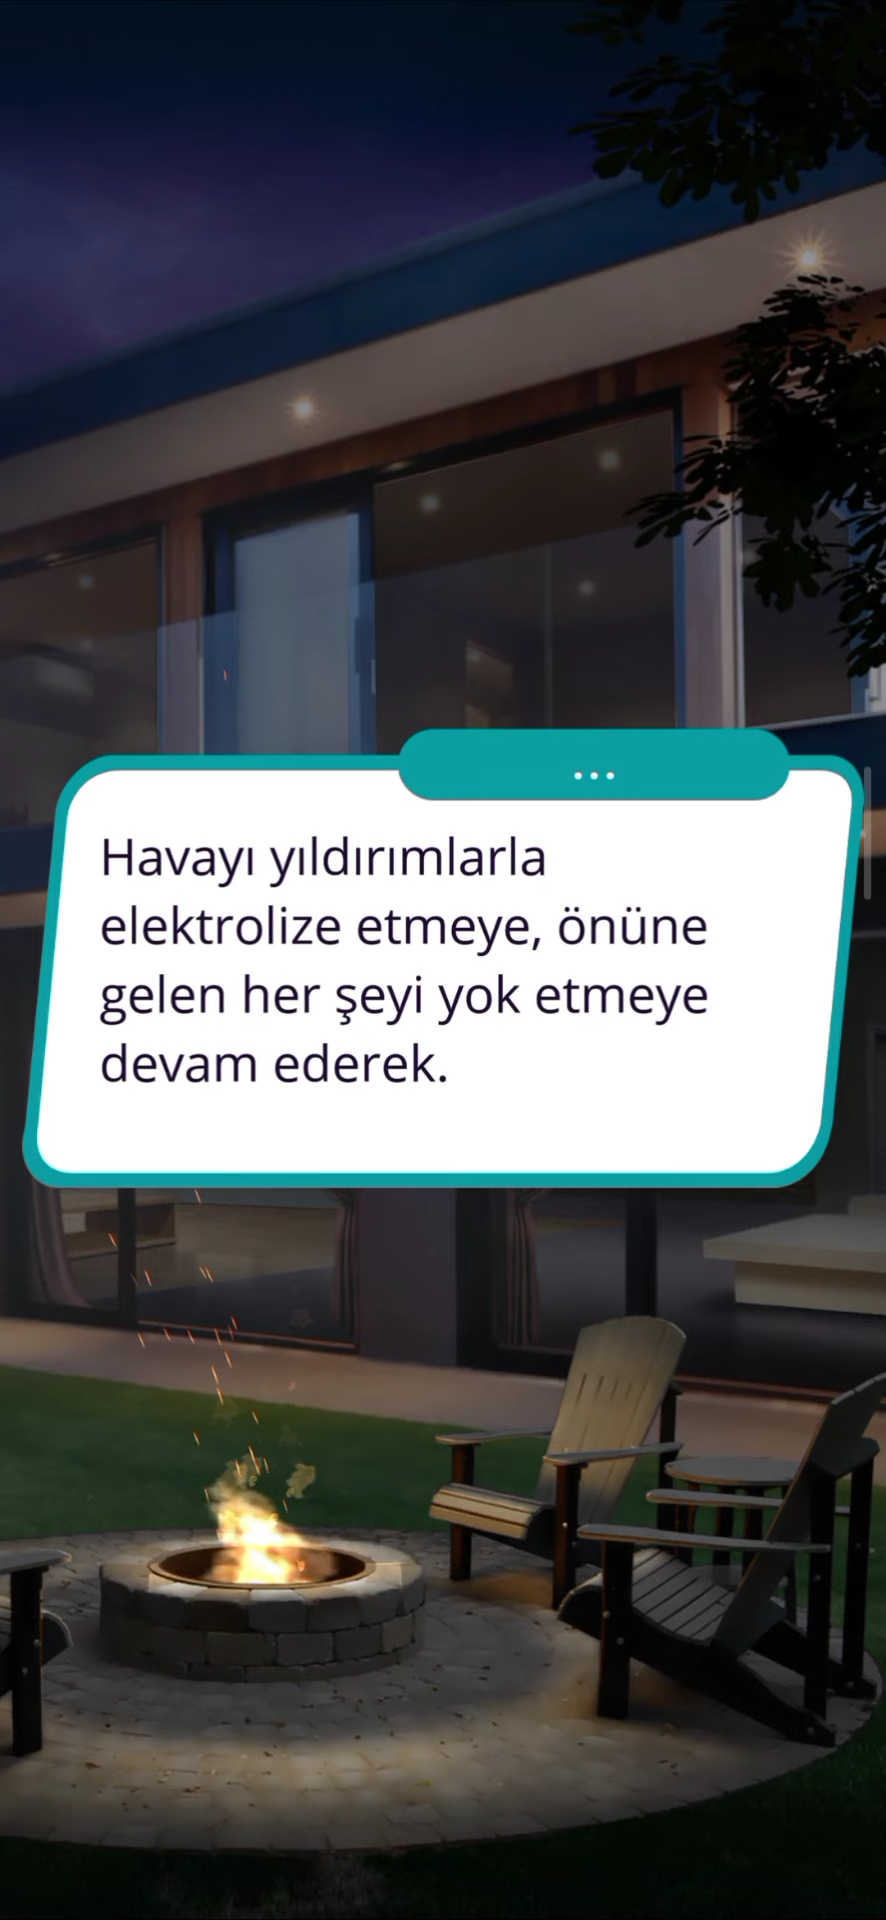 ...
Havayı yıldırımlarla
elektrolize etmeye, önüne
gelen her şeyi yok etmeye
devam ederek.